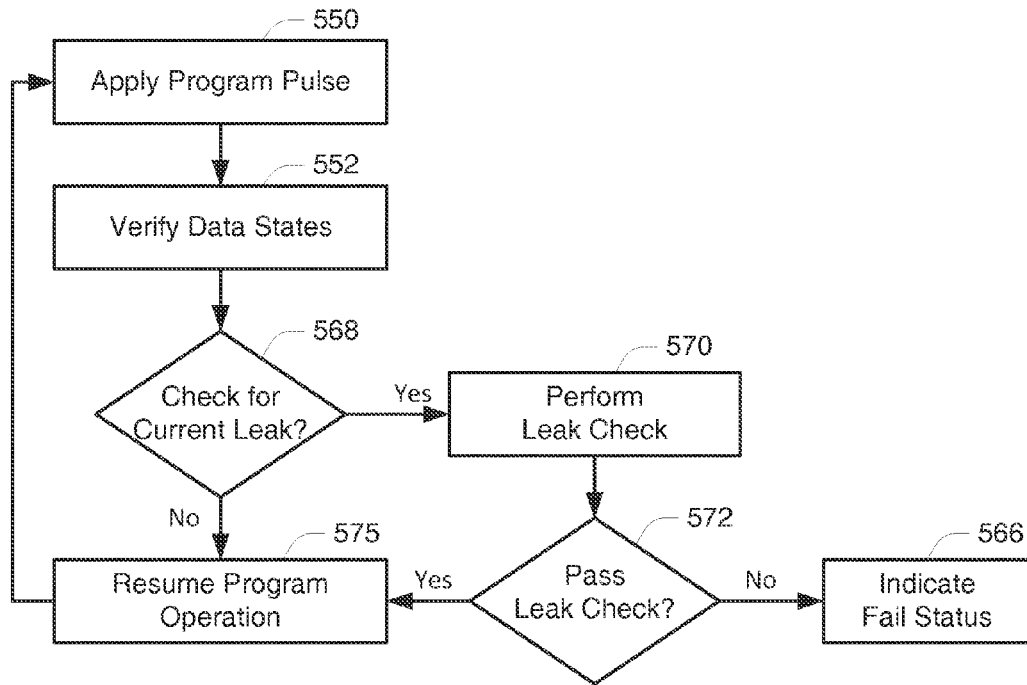 550
Apply Program Pulse
552
Verify Data States
568
Check for
Current Leak?
Yes
570
Perform
Leak Check
No
575
Resume Program
Operation
Yes
572
Pass
Leak Check?
No
566
Indicate
Fail Status